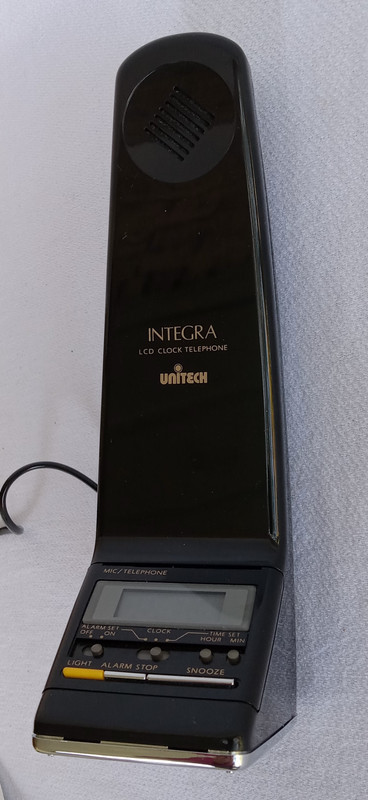 INTEGRA
LCD CLOCK TELEPHONE
UNITECH
MIC/TELEPHONE
ALARM SET CLOCK TIME SET
OFF ON HOUR MIN
LIGHT ALARM STOP SNOOZE